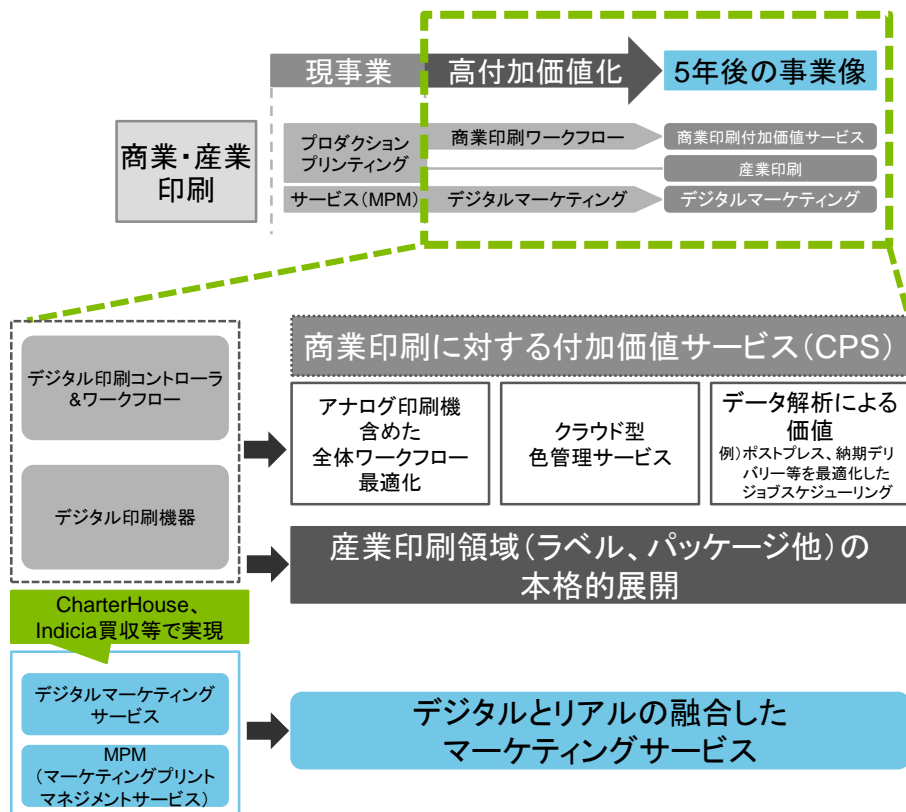 現事業
高付加価値化
5年後の事業像
商業・産業
印刷
プロダクション
プリンティング
商業印刷ワークフロー
商業印刷付加価値サービス
産業印刷
サービス（MPM）
デジタルマーケティング
デジタルマーケティング
デジタル印刷コントローラ
&ワークフロー
デジタル印刷機器
商業印刷に対する付加価値サービス（CPS）
アナログ印刷機
含めた
全体ワークフロー
最適化
クラウド型
色管理サービス
データ解析による
価値
例）ポストプレス、納期デリ
バリー等を最適化した
ジョブスケジューリング
産業印刷領域（ラベル、パッケージ他）の
本格的展開
CharterHouse、
Indicia買収等で実現
デジタルマーケティング
サービス
MPM
（マーケティングプリント
マネジメントサービス）
デジタルとリアルの融合した
マーケティングサービス